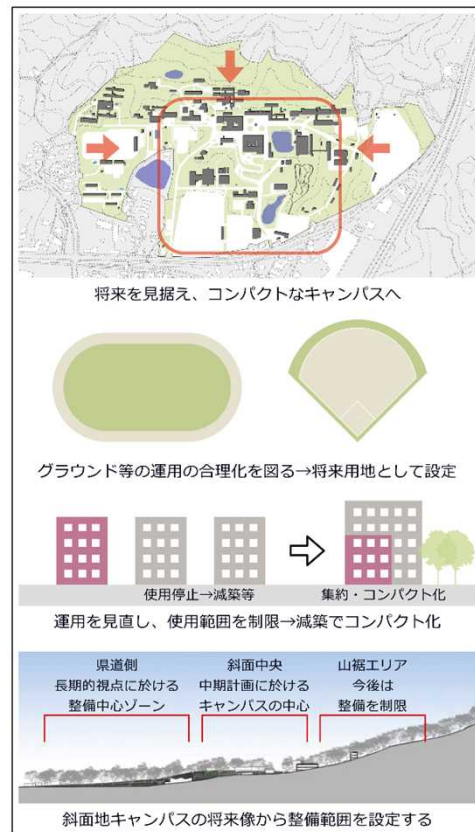 将来を見据え、コンパクトなキャンパスへ
グラウンド等の運用の合理化を図る→将来用地として設定
使用停止→減築等
集約・コンパクト化
運用を見直し、使用範囲を制限→減築でコンパクト化
県道側
長期的視点に於ける
整備中心ゾーン
斜面中央
中期計画に於ける
キャンパスの中心
山裾エリア
今後は
整備を制限
斜面地キャンパスの将来像から整備範囲を設定する